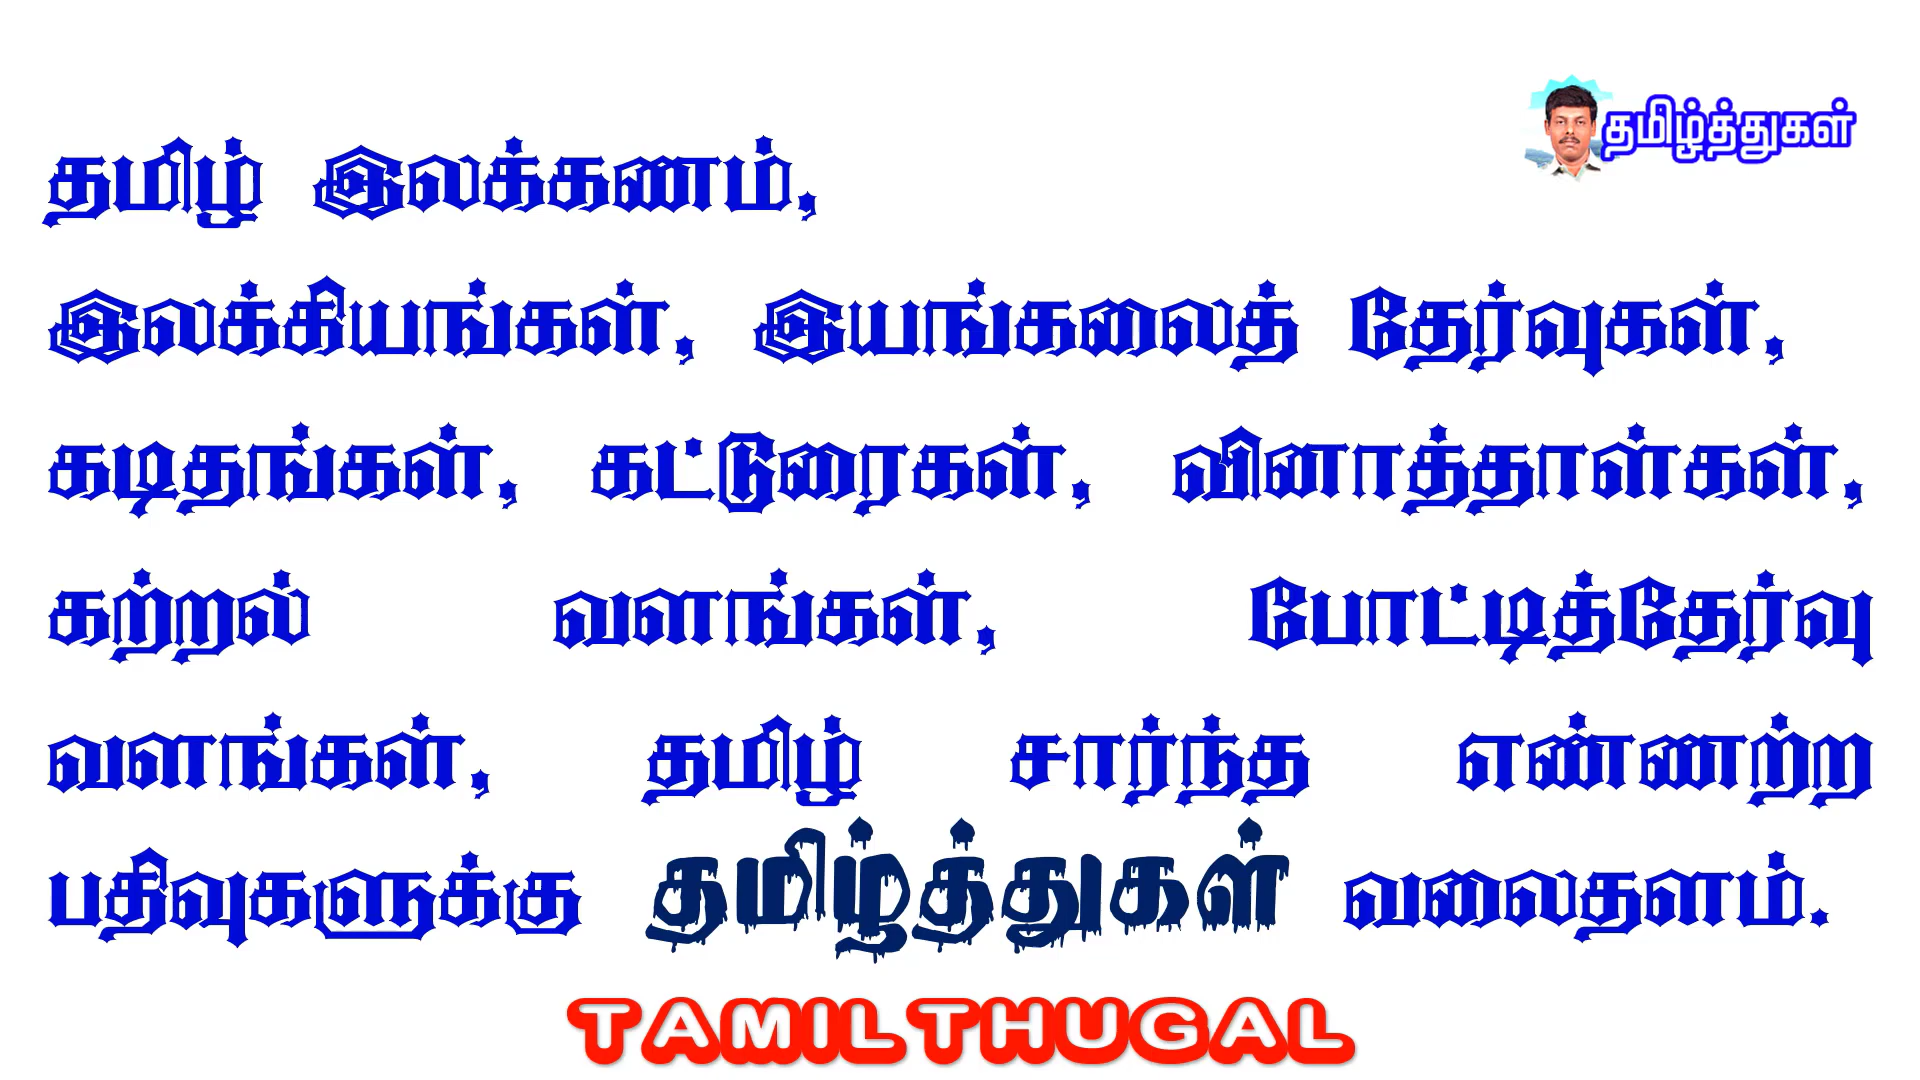 தமிழ்த்துகள்
தமிழ் இலக்கணம்,
இலக்கியங்கள், இயங்கலைத் தேர்வுகள்,
கடிதங்கள், கட்டுரைகள், வினாத்தாள்கள்,
கற்றல் வளங்கள், போட்டித்தேர்வு
வளங்கள், தமிழ் சார்ந்த எண்ணற்ற
பதிவுகளுக்கு தமிழ்த்துகள் வலைதளம்.
TAMILTHUGAL